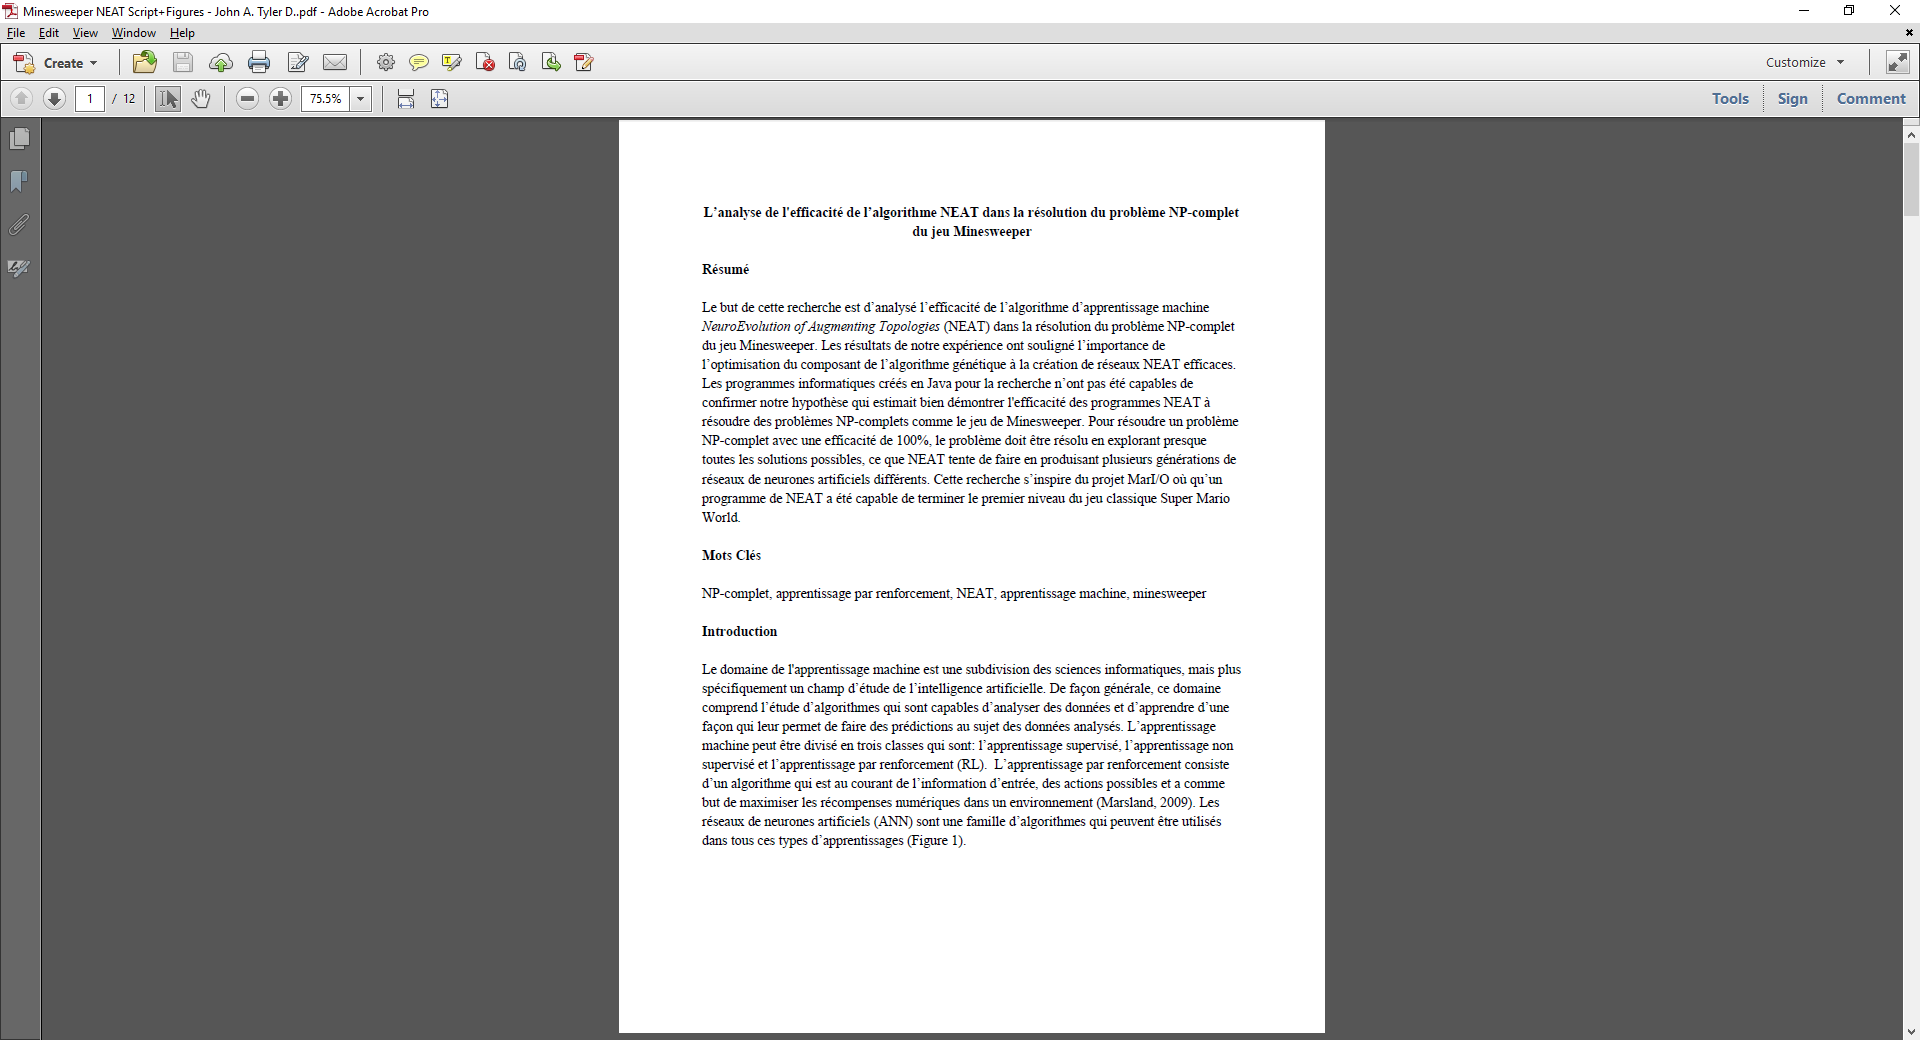 Minesweeper NEAT Script+Figures - John A. Tyler D..pdf - Adobe Acrobat Pro
File Edit View Window Help
Create
Customize
1 / 12
75.5%
Tools Sign Comment
L’analyse de l'efficacité de l’algorithme NEAT dans la résolution du problème NP-complet
du jeu Minesweeper
Résumé
Le but de cette recherche est d’analysé l’efficacité de l’algorithme d’apprentissage machine
NeuroEvolution of Augmenting Topologies (NEAT) dans la résolution du problème NP-complet
du jeu Minesweeper. Les résultats de notre expérience ont souligné l’importance de
l’optimisation du composant de l’algorithme génétique à la création de réseaux NEAT efficaces.
Les programmes informatiques créés en Java pour la recherche n’ont pas été capables de
confirmer notre hypothèse qui estimait bien démontrer l'efficacité des programmes NEAT à
résoudre des problèmes NP-complets comme le jeu de Minesweeper. Pour résoudre un problème
NP-complet avec une efficacité de 100%, le problème doit être résolu en explorant presque
toutes les solutions possibles, ce que NEAT tente de faire en produisant plusieurs générations de
réseaux de neurones artificiels différents. Cette recherche s’inspire du projet MarI/O où qu’un
programme de NEAT a été capable de terminer le premier niveau du jeu classique Super Mario
World.
Mots Clés
NP-complet, apprentissage par renforcement, NEAT, apprentissage machine, minesweeper
Introduction
Le domaine de l'apprentissage machine est une subdivision des sciences informatiques, mais plus
spécifiquement un champ d’étude de l’intelligence artificielle. De façon générale, ce domaine
comprend l’étude d’algorithmes qui sont capables d’analyser des données et d’apprendre d’une
façon qui leur permet de faire des prédictions au sujet des données analysés. L’apprentissage
machine peut être divisé en trois classes qui sont: l’apprentissage supervisé, l’apprentissage non
supervisé et l’apprentissage par renforcement (RL).  L’apprentissage par renforcement consiste
d’un algorithme qui est au courant de l’information d’entrée, des actions possibles et a comme
but de maximiser les récompenses numériques dans un environnement (Marsland, 2009). Les
réseaux de neurones artificiels (ANN) sont une famille d’algorithmes qui peuvent être utilisés
dans tous ces types d’apprentissages (Figure 1).